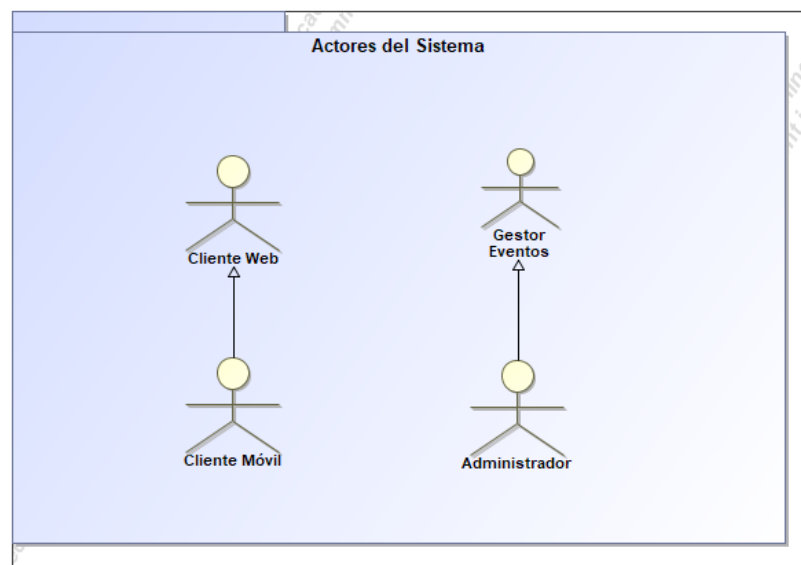 Actores del Sistema
Cliente Web
Gestor
Eventos
Cliente Móvil
Administrador